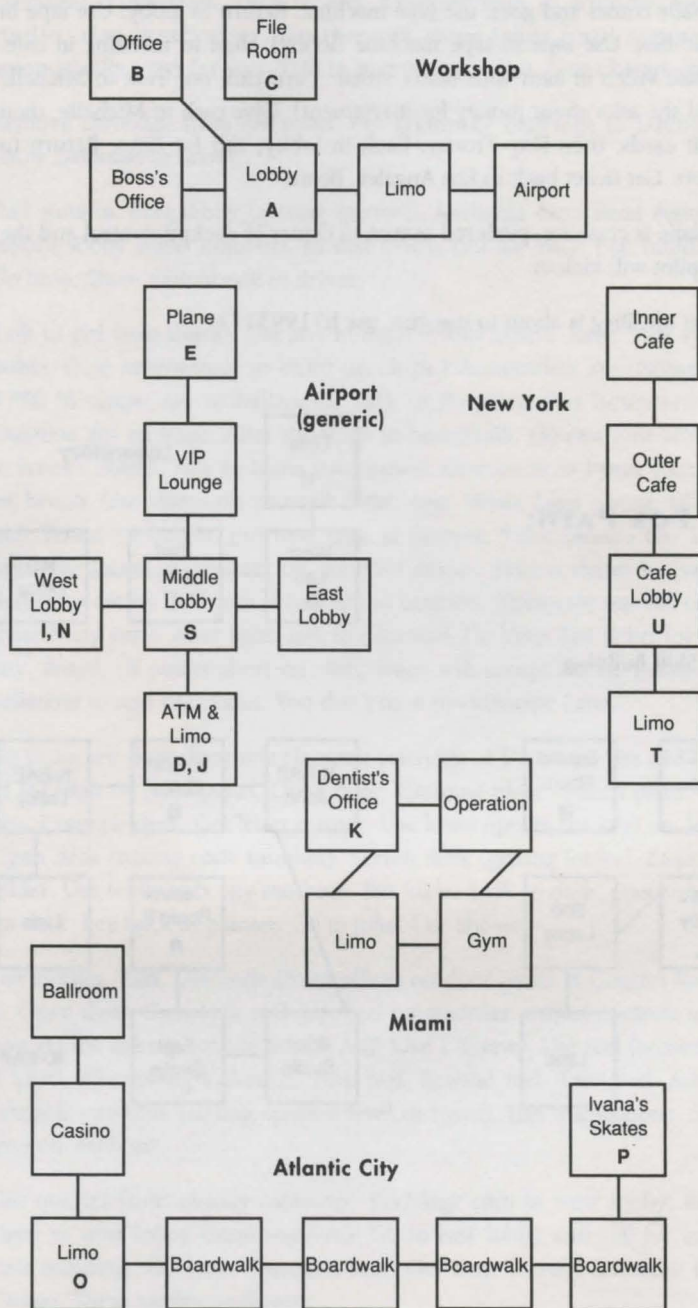 Office
B
File
Room
C
Workshop
Boss's
Office
Lobby
A
Limo
Airport
Plane
E
Airport
(generic)
New York
Inner
Cafe
VIP
Lounge
Outer
Cafe
West
Lobby
I, N
Middle
Lobby
S
East
Lobby
Cafe
Lobby
U
ATM &
Limo
D, J
Limo
T
Dentist's
Office
K
Operation
Limo
Gym
Miami
Ballroom
Casino
Ivana's
Skates
P
Atlantic City
Limo
O
Boardwalk
Boardwalk
Boardwalk
Boardwalk